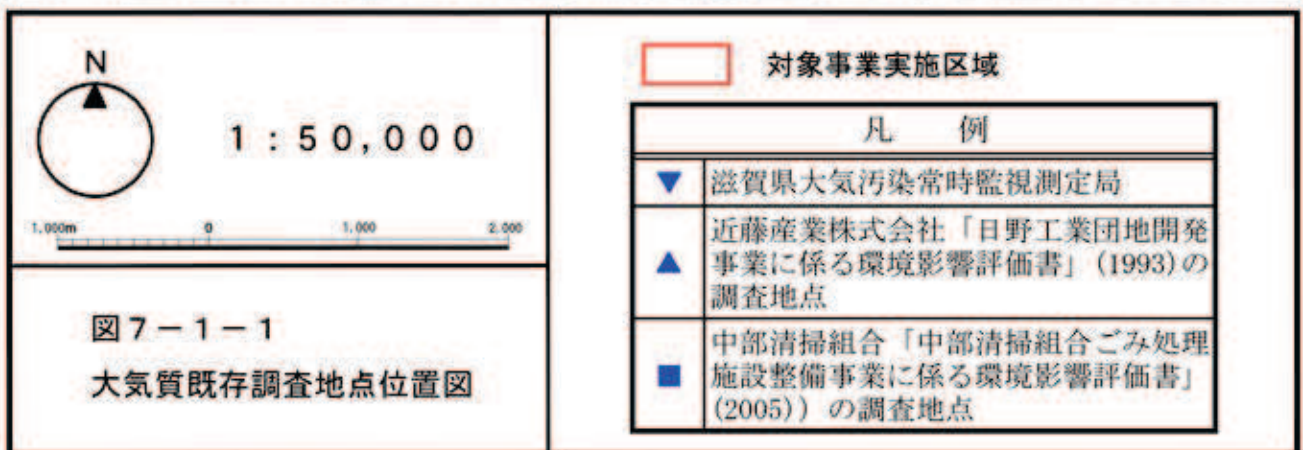 N
1:50,000
1,000m 0 1,000 2,000
図7-1-1
大気質既存調査地点位置図
対象事業実施区域
凡 例
▼ 滋賀県大気汚染常時監視測定局
▲ 近藤産業株式会社「日野工業団地開発
事業に係る環境影響評価書」(1993)の
調査地点
■ 中部清掃組合「中部清掃組合ごみ処理
施設整備事業に係る環境影響評価書」
(2005)）の調査地点